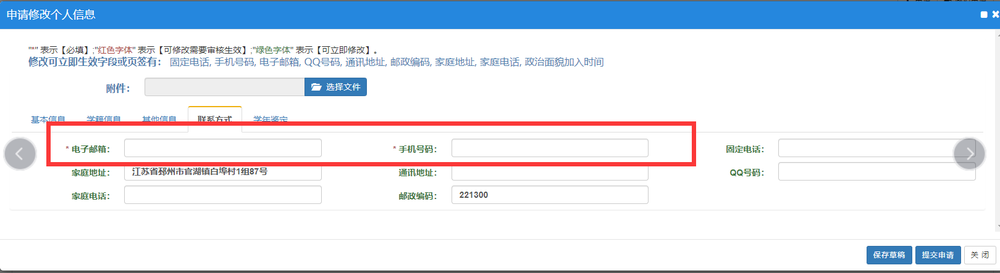 申请修改个人信息
"*" 表示【必填】;"红色字体" 表示【可修改需要审核生效】;"绿色字体" 表示【可立即修改】。
修改可立即生效字段或页签有： 固定电话, 手机号码, 电子邮箱, QQ号码, 通讯地址, 邮政编码, 家庭地址, 家庭电话, 政治面貌加入时间
附件： 选择文件
基本信息 学籍信息 其他信息 联系方式 学年鉴定
* 电子邮箱： * 手机号码： 固定电话：
家庭地址： 江苏省邳州市官湖镇白埠村1组87号 通讯地址： QQ号码：
家庭电话： 邮政编码： 221300
保存草稿 提交申请 关 闭